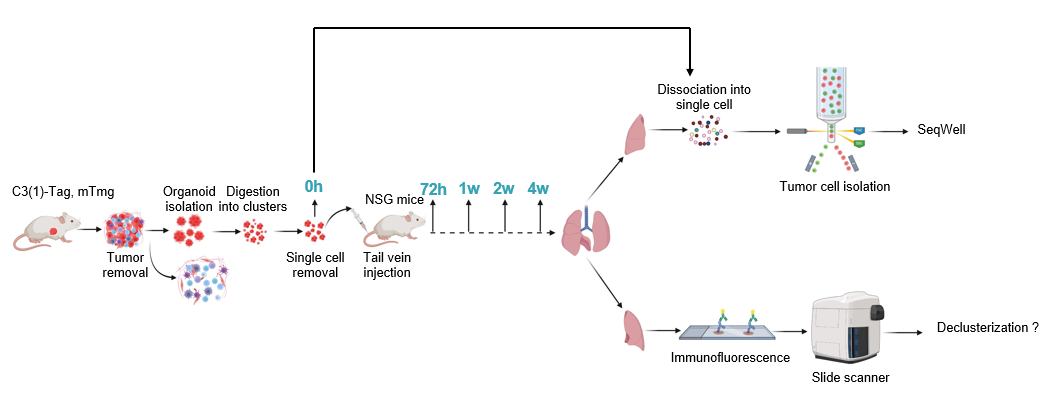 Dissociation into
single cell
SeqWell
Tumor cell isolation
C3(1)-Tag, mTmg
Organoid
isolation
Digestion
into clusters
0h
NSG mice
72h
1w
2w
4w
Tumor
removal
Single cell
removal
Tail vein
injection
Immunofluorescence
Slide scanner
Declusterization ?